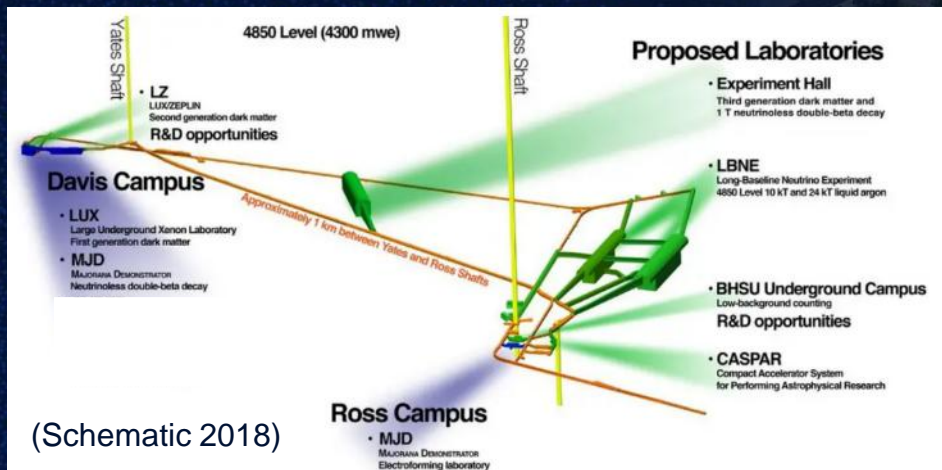 4850 Level (4300 mwe)
Yates Shaft
Ross Shaft
Proposed Laboratories
• Experiment Hall
Third generation dark matter and
1 T neutrinoless double-beta decay
• LZ
LUX/ZEPLIN
Second generation dark matter
R&D opportunities
• LBNE
Long-Baseline Neutrino Experiment
4850 Level 10 kT and 24 kT liquid argon
Davis Campus
• LUX
Large Underground Xenon Laboratory
First generation dark matter
• MJD
MAJORANA DEMONSTRATOR
Neutrinoless double-beta decay
Approximately 1 km between Yates and Ross Shafts
• BHSU Underground Campus
Low-background counting
R&D opportunities
• CASPAR
Compact Accelerator System
for Performing Astrophysical Research
Ross Campus
• MJD
MAJORANA DEMONSTRATOR
Electroforming laboratory
(Schematic 2018)